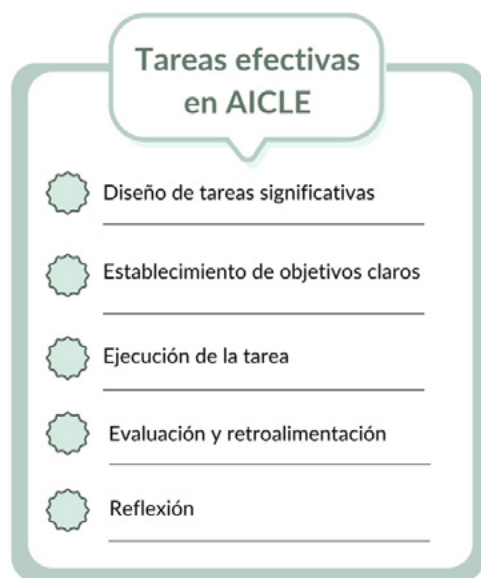 Tareas efectivas
en AICLE
Diseño de tareas significativas
Establecimiento de objetivos claros
Ejecución de la tarea
Evaluación y retroalimentación
Reflexión